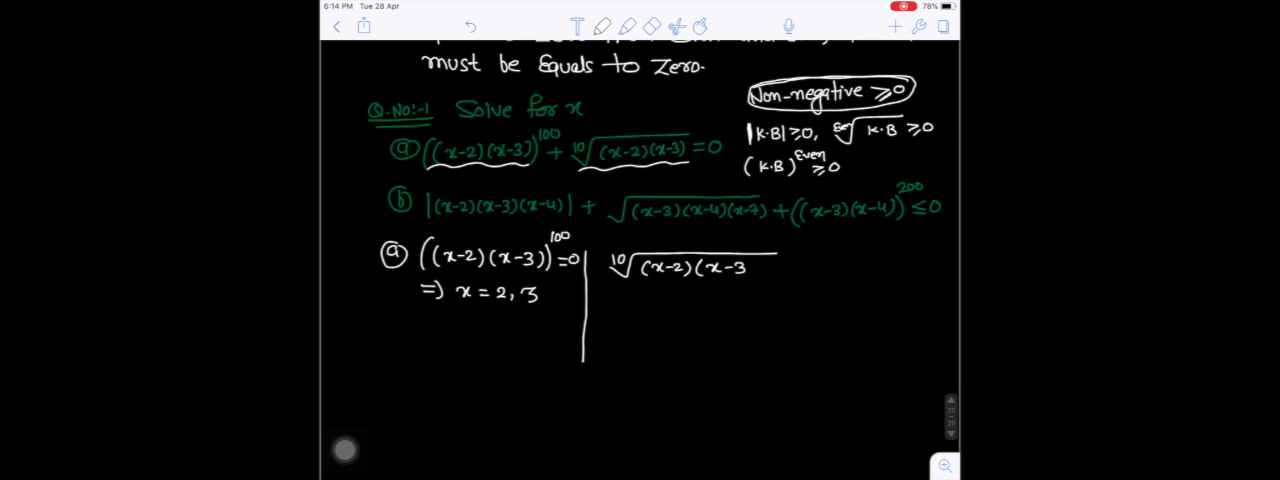 6:14 PM Tue 28 Apr
78%
must be Equals to Zero.
Non-negative ≥0
|K.B| ≥0, Even√K.B ≥0
(K.B)^Even ≥0
Q.No:-1 Solve for x
(a) ((x-2)(x-3))^100 + ¹⁰√(x-2)(x-3) = 0
(b) |(x-2)(x-3)(x-4)| + √(x-3)(x-4)(x-7) + ((x-3)(x-4))^200 ≤0
(a) ((x-2)(x-3))^100 = 0
⇒ x = 2, 3
¹⁰√(x-2)(x-3